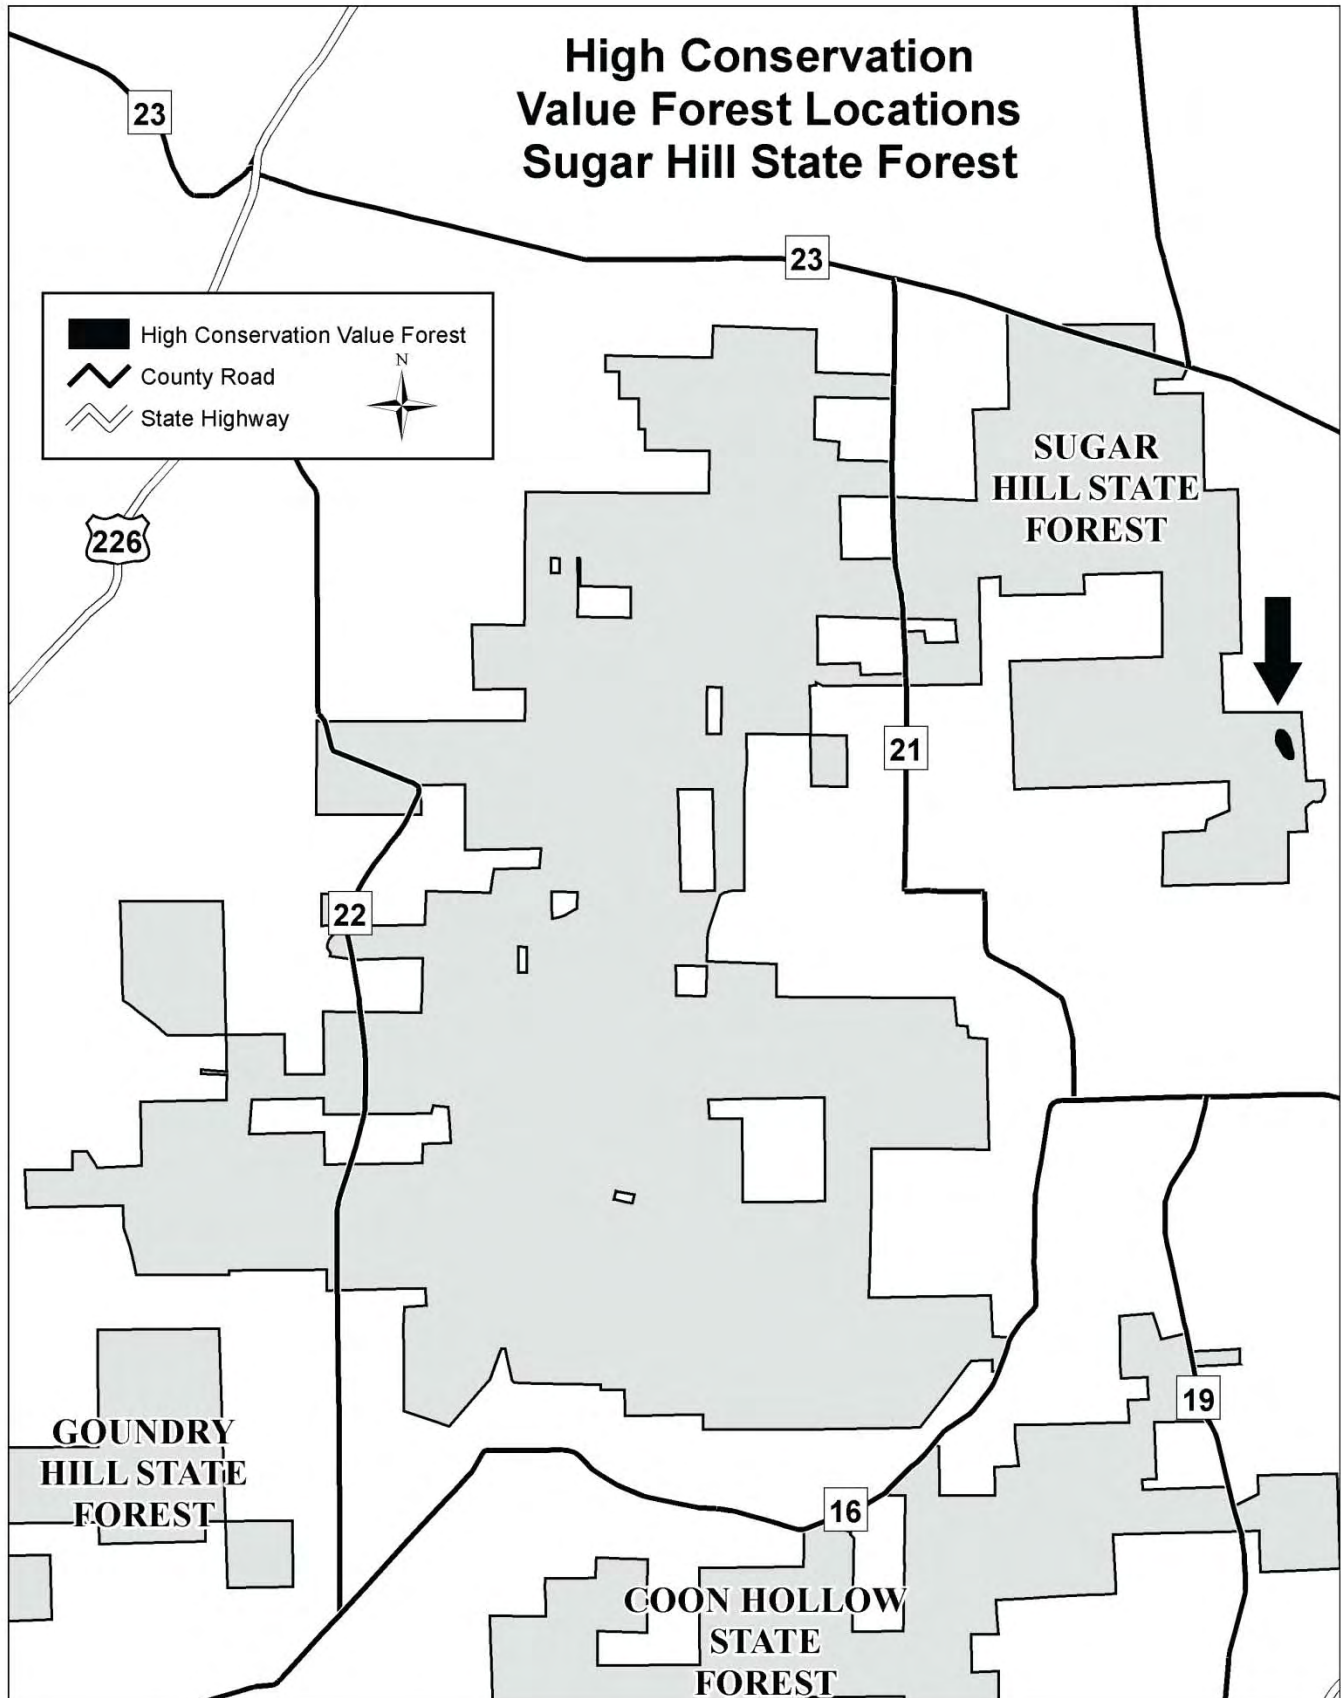 High Conservation
Value Forest Locations
Sugar Hill State Forest
23
23
High Conservation Value Forest
N
County Road
State Highway
SUGAR
HILL STATE
FOREST
226
21
22
19
GOUNDRY
HILL STATE
FOREST
16
COON HOLLOW
STATE
FOREST